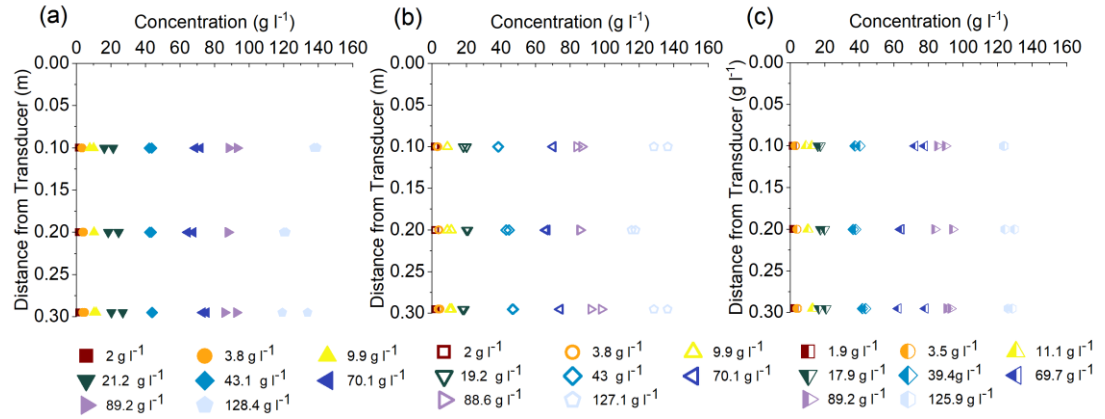 (a) Concentration (g l⁻¹)
0 20 40 60 80 100 120 140 160
Distance from Transducer (m)
0.00
0.05
0.10
0.15
0.20
0.25
0.30
2 g l⁻¹ 3.8 g l⁻¹ 9.9 g l⁻¹
21.2 g l⁻¹ 43.1 g l⁻¹ 70.1 g l⁻¹
89.2 g l⁻¹ 128.4 g l⁻¹
(b) Concentration (g l⁻¹)
0 20 40 60 80 100 120 140 160
Distance from Transducer (m)
0.00
0.05
0.10
0.15
0.20
0.25
0.30
2 g l⁻¹ 3.8 g l⁻¹ 9.9 g l⁻¹
19.2 g l⁻¹ 43 g l⁻¹ 70.1 g l⁻¹
88.6 g l⁻¹ 127.1 g l⁻¹
(c) Concentration (g l⁻¹)
0 20 40 60 80 100 120 140 160
Distance from Transducer (g l⁻¹)
0.00
0.05
0.10
0.15
0.20
0.25
0.30
1.9 g l⁻¹ 3.5 g l⁻¹ 11.1 g l⁻¹
17.9 g l⁻¹ 39.4g l⁻¹ 69.7 g l⁻¹
89.2 g l⁻¹ 125.9 g l⁻¹